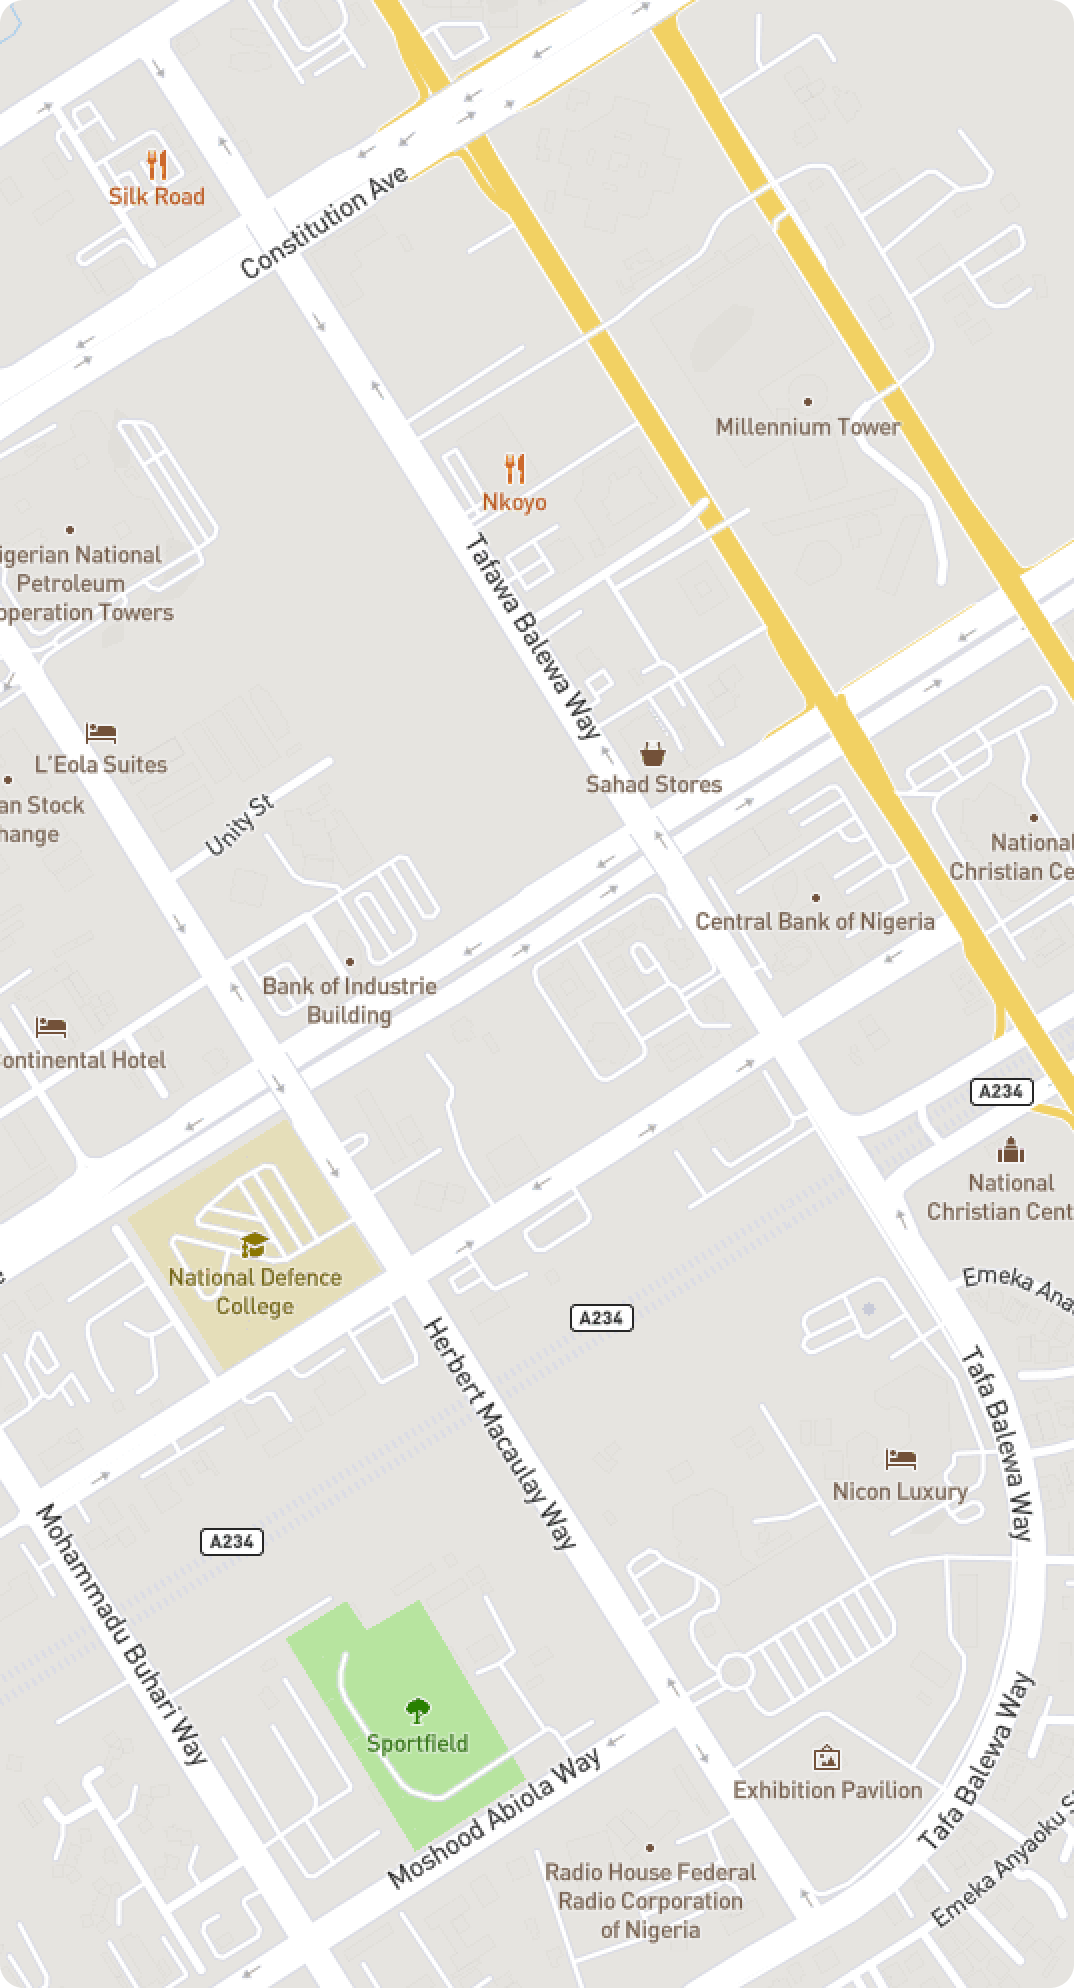 Silk Road
Constitution Ave
Millennium Tower
Nkoyo
igerian National
Petroleum
operation Towers
Tafawa Balewa Way
L'Eola Suites
an Stock
hange
Sahad Stores
Unity St
National
Christian Ce
Central Bank of Nigeria
Bank of Industrie
Building
ontinental Hotel
A234
National
Christian Cent
National Defence
College
Emeka Ana
A234
Herbert Macaulay Way
Tafa Balewa Way
Nicon Luxury
A234
Mohammadu Buhari Way
Sportfield
Moshood Abiola Way
Exhibition Pavilion
Tafa Balewa Way
Emeka Anyaoku S
Radio House Federal
Radio Corporation
of Nigeria